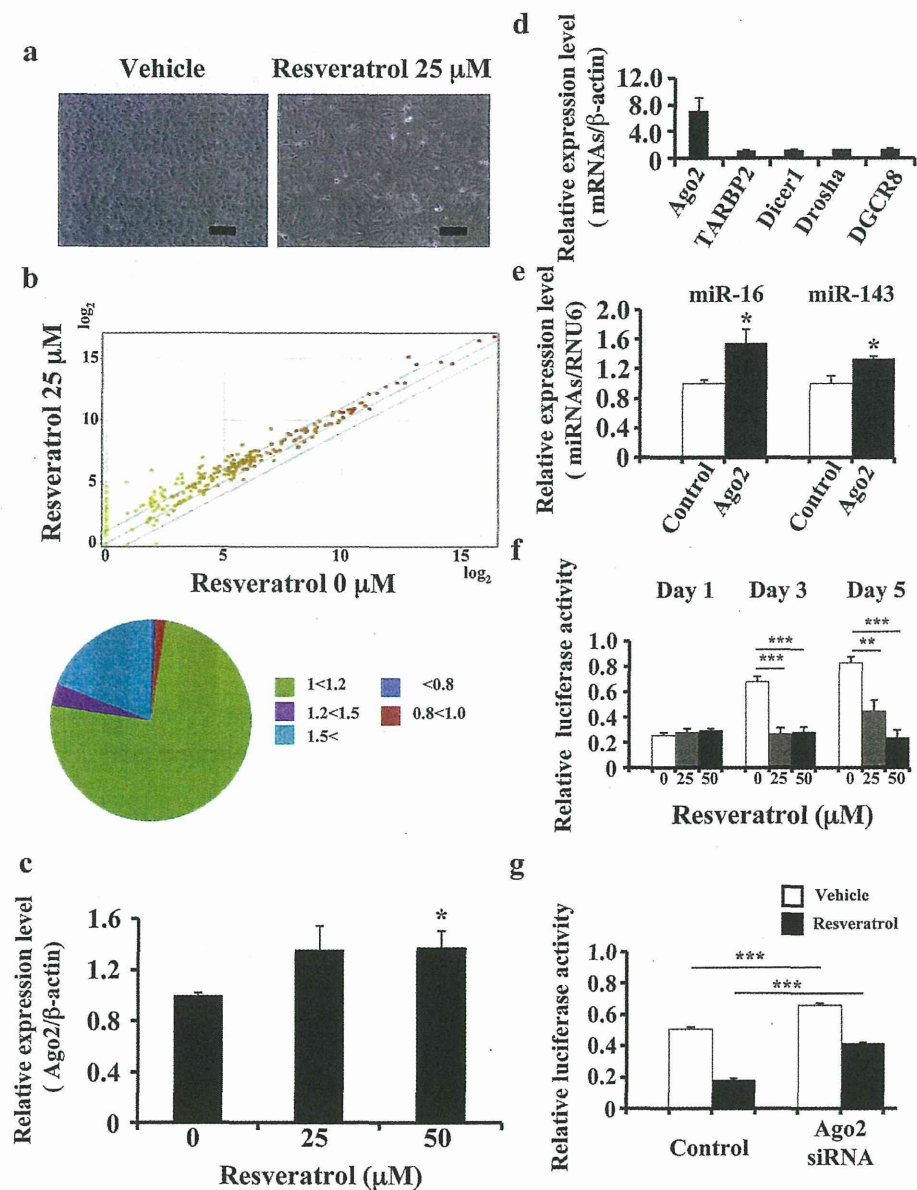 a
Vehicle
Resveratrol 25 μM
b
log2
Resveratrol 25 μM
15
10
5
0
0 5 10 15
log2
Resveratrol 0 μM
1<1.2
1.2<1.5
1.5<
<0.8
0.8<1.0
c
Relative expression level
( Ago2/β-actin)
1.6
1.2
0.8
0.4
0
*
0 25 50
Resveratrol (μM)
d
Relative expression level
( mRNAs/β-actin)
12.0
8.0
4.0
0
Ago2
TARBP2
Dicer1
Drosha
DGCR8
e
Relative expression level
( miRNAs/RNU6)
miR-16 miR-143
2.0
1.6
1.2
0.8
0.4
0
* *
Control
Ago2
Control
Ago2
f
Relative luciferase activity
Day 1 Day 3 Day 5
1.0
0.8
0.6
0.4
0.2
0
***
***
***
**
0 25 50 0 25 50 0 25 50
Resveratrol (μM)
g
Relative luciferase activity
Vehicle
Resveratrol
1.0
0.8
0.6
0.4
0.2
0
***
***
Control
Ago2
siRNA